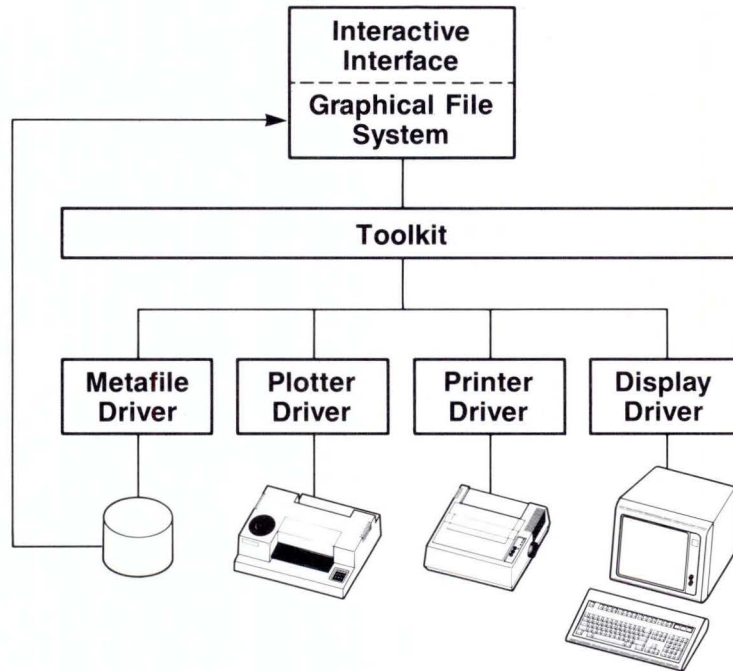 Interactive
Interface
Graphical File
System
Toolkit
Metafile
Driver
Plotter
Driver
Printer
Driver
Display
Driver